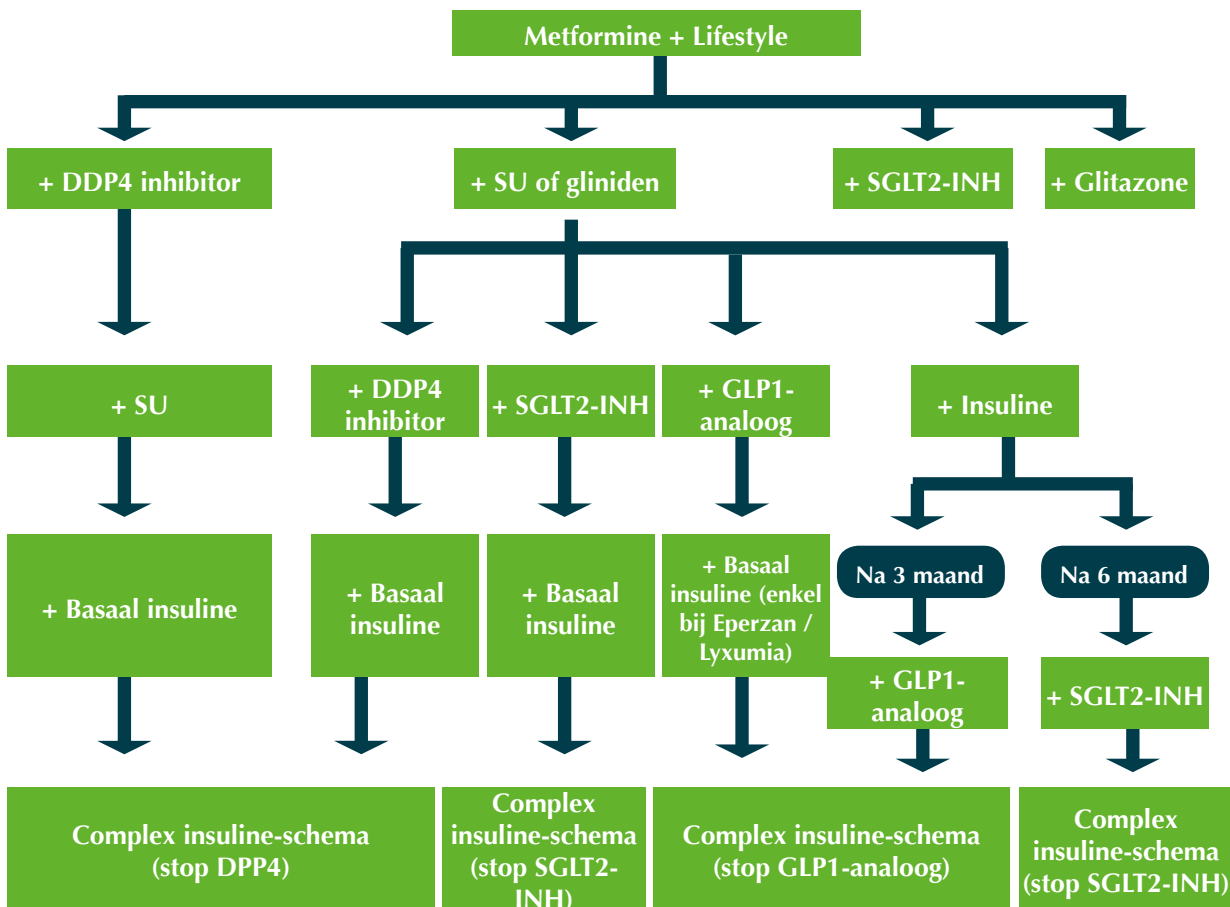 Metformine + Lifestyle
+ DDP4 inhibitor
+ SU of gliniden
+ SGLT2-INH
+ Glitazone
+ SU
+ DDP4
inhibitor
+ SGLT2-INH
+ GLP1-
analoog
+ Insuline
+ Basaal insuline
+ Basaal
insuline
+ Basaal
insuline
+ Basaal
insuline (enkel
bij Eperzan /
Lyxumia)
Na 3 maand
Na 6 maand
+ GLP1-
analoog
+ SGLT2-INH
Complex insuline-schema
(stop DPP4)
Complex
insuline-schema
(stop SGLT2-
INH)
Complex insuline-schema
(stop GLP1-analoog)
Complex
insuline-schema
(stop SGLT2-INH)